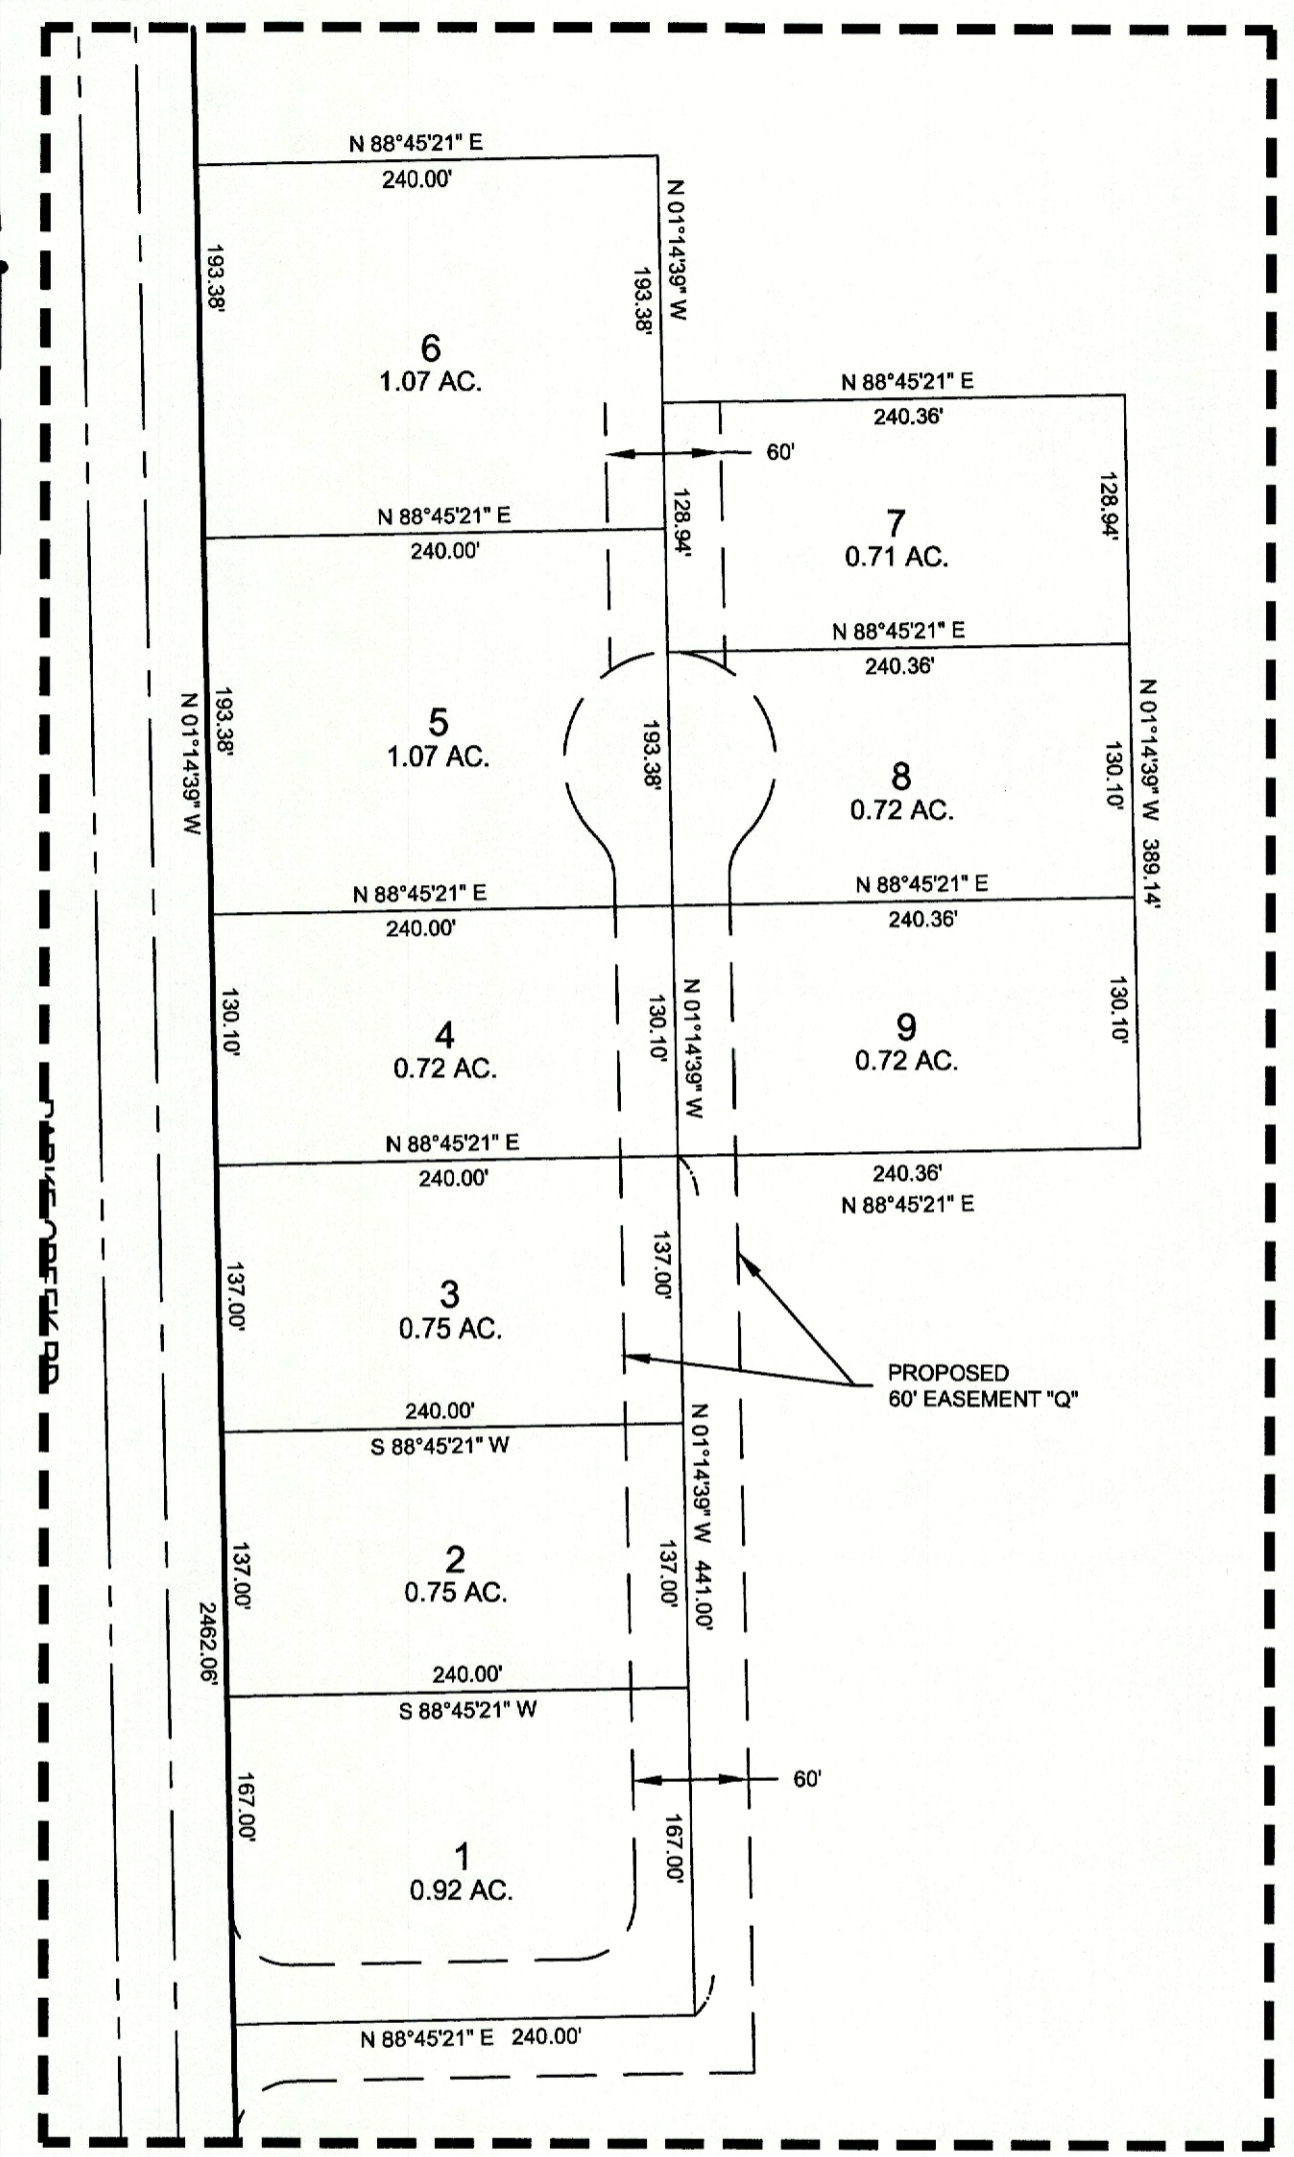 N 88°45'21" E
240.00'
N 01°14'39" W
193.38'
193.38'
6
1.07 AC.
N 88°45'21" E
240.36'
60'
128.94'
128.94'
7
0.71 AC.
N 88°45'21" E
240.00'
N 88°45'21" E
240.36'
N 01°14'39" W
193.38'
5
1.07 AC.
193.38'
8
0.72 AC.
130.10'
N 01°14'39" W 389.14'
N 88°45'21" E
240.00'
N 88°45'21" E
240.36'
130.10'
4
0.72 AC.
130.10'
N 01°14'39" W
9
0.72 AC.
130.10'
N 88°45'21" E
240.00'
240.36'
N 88°45'21" E
137.00'
3
0.75 AC.
137.00'
PROPOSED
60' EASEMENT "Q"
240.00'
S 88°45'21" W
N 01°14'39" W 441.00'
137.00'
2
0.75 AC.
137.00'
2462.06'
240.00'
S 88°45'21" W
60'
167.00'
1
0.92 AC.
167.00'
N 88°45'21" E 240.00'